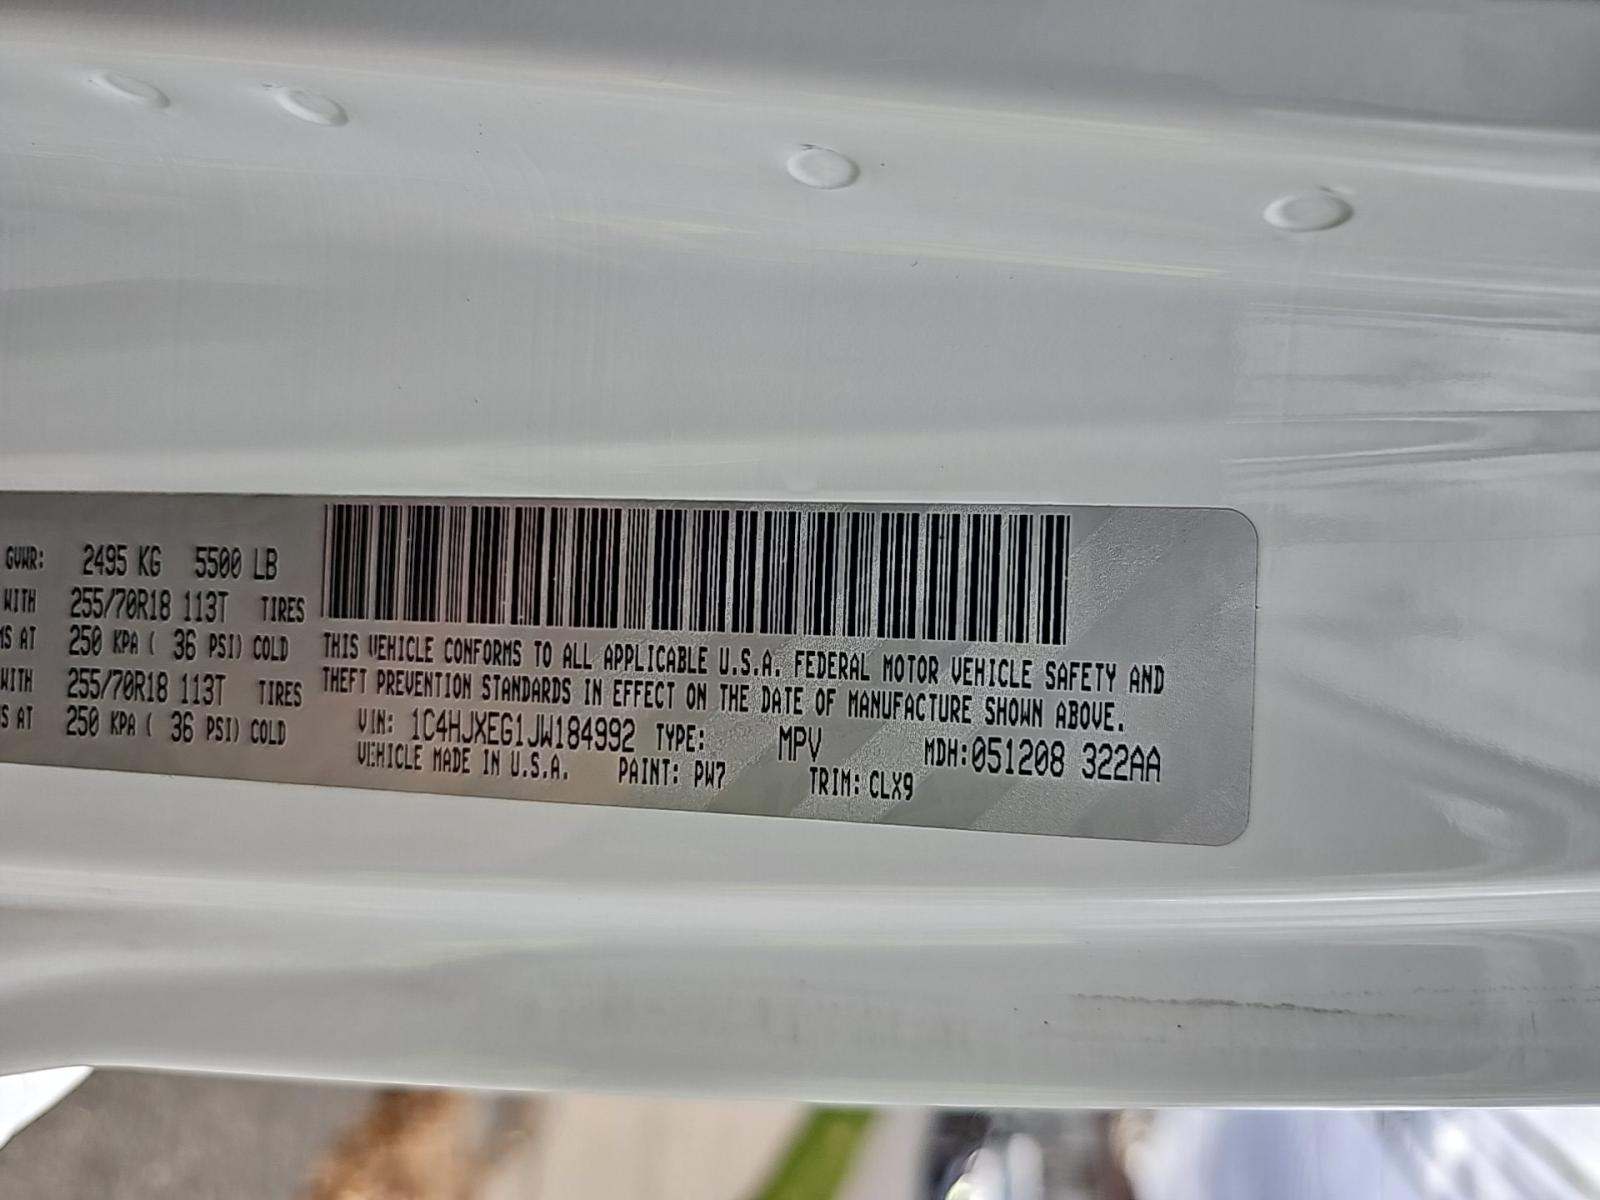 GVWR: 2495 KG 5500 LB
WITH 255/70R18 113T TIRES
MS AT 250 KPA ( 36 PSI) COLD
WITH 255/70R18 113T TIRES
S AT 250 KPA ( 36 PSI) COLD
THIS VEHICLE CONFORMS TO ALL APPLICABLE U.S.A. FEDERAL MOTOR VEHICLE SAFETY AND
THEFT PREVENTION STANDARDS IN EFFECT ON THE DATE OF MANUFACTURE SHOWN ABOVE.
VIN: 1C4HJXEG1JW184992 TYPE: MPV MDH:051208 322AA
VEHICLE MADE IN U.S.A. PAINT: PW7 TRIM: CLX9